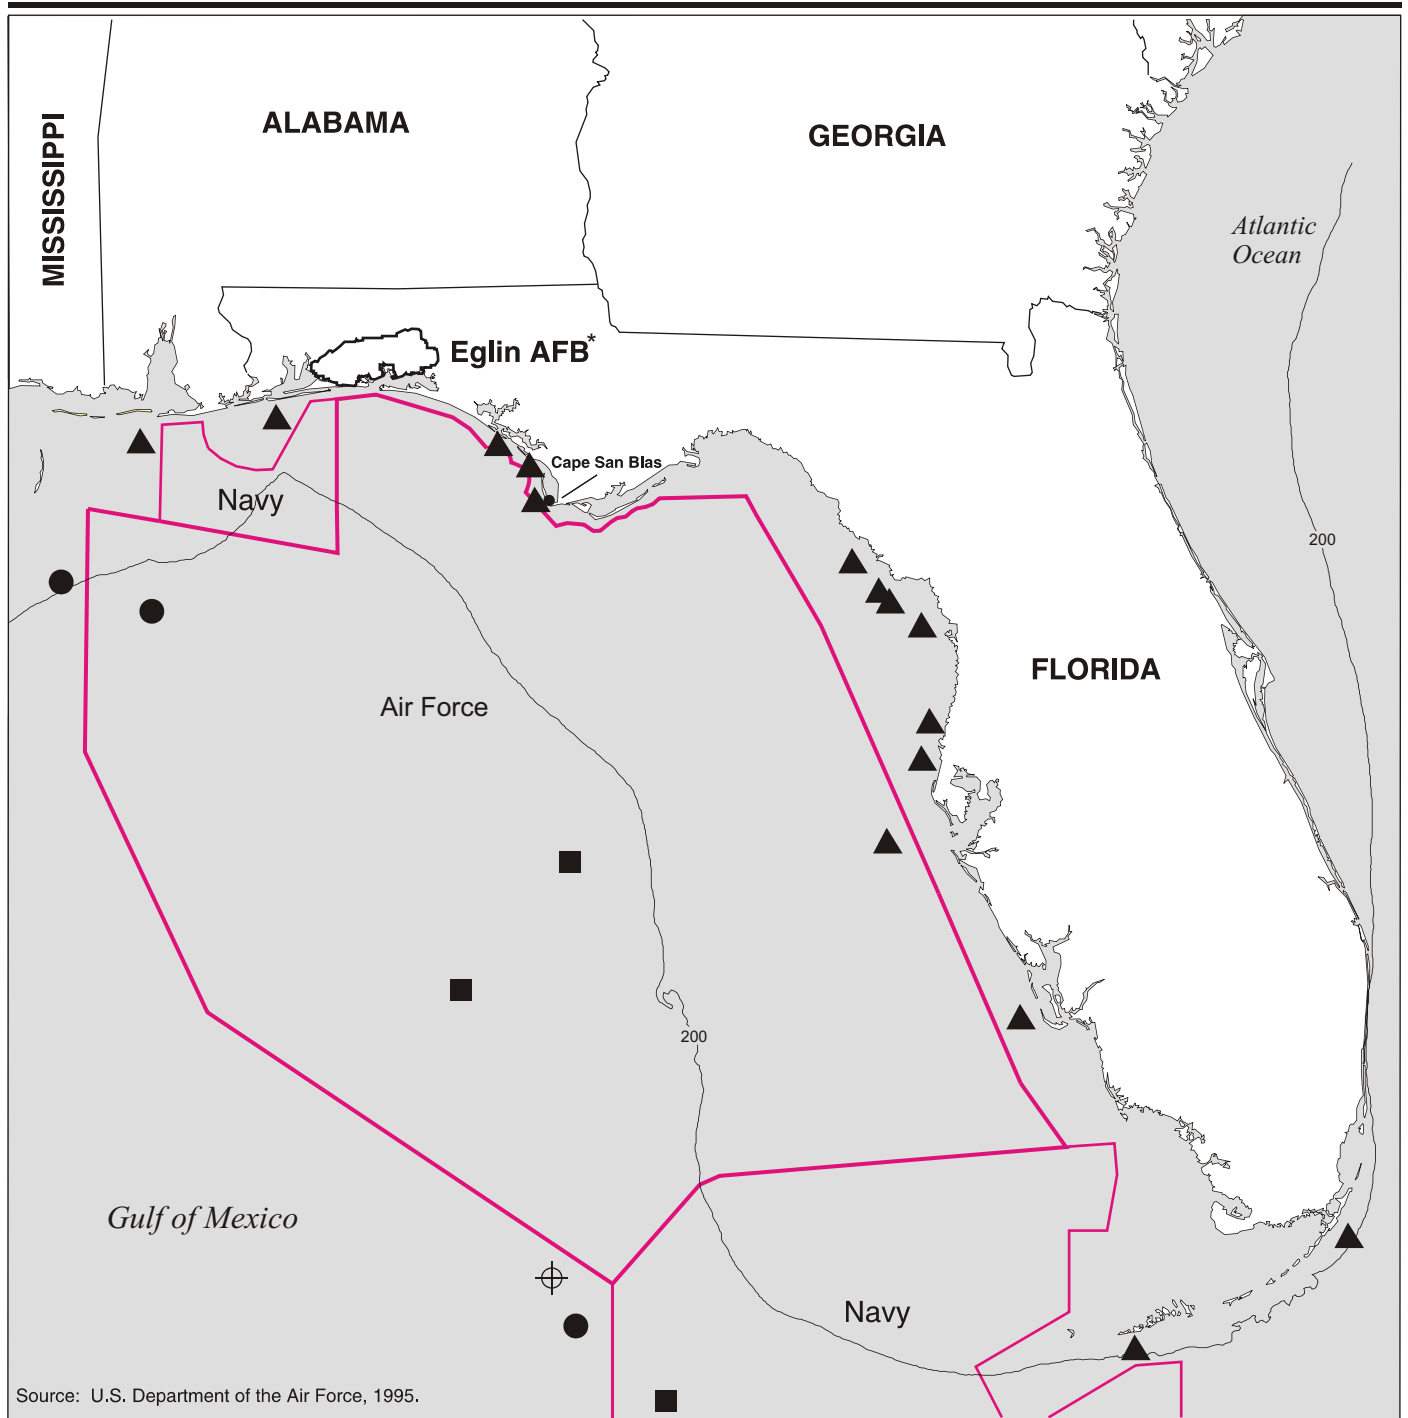 MISSISSIPPI
ALABAMA
GEORGIA
Atlantic
Ocean
Eglin AFB*
Cape San Blas
Navy
200
FLORIDA
Air Force
200
Gulf of Mexico
Navy
Source: U.S. Department of the Air Force, 1995.